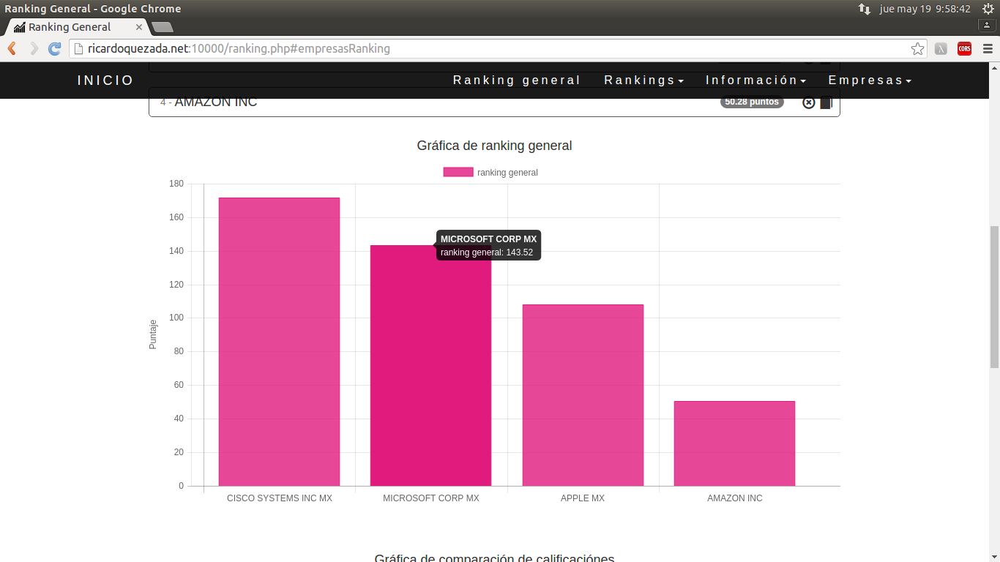 Ranking General - Google Chrome
jue may 19 9:58:42
Ranking General
ricardoquezada.net:10000/ranking.php#empresasRanking
CORS
INICIO
Ranking general
Rankings
Información
Empresas
4 - AMAZON INC
50.28 puntos
Gráfica de ranking general
ranking general
180
160
140
120
100
80
60
40
20
0
Puntaje
MICROSOFT CORP MX
ranking general: 143.52
CISCO SYSTEMS INC MX
MICROSOFT CORP MX
APPLE MX
AMAZON INC
Gráfica de comparación de calificaciónes